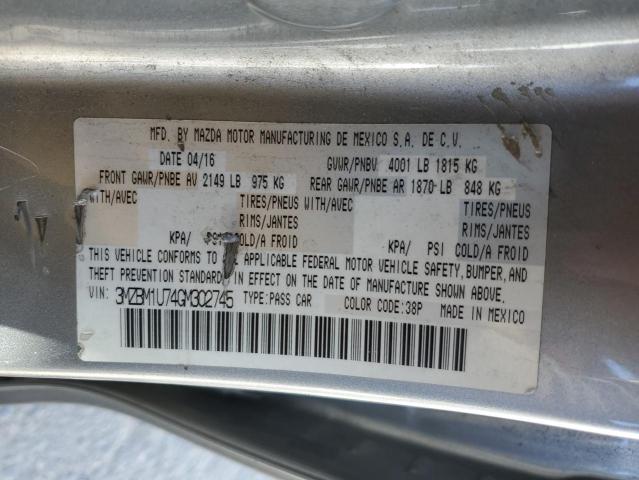 MFD. BY MAZDA MOTOR MANUFACTURING DE MEXICO S.A. DE C.V.
DATE 04/16 GVWR/PNBV 4001 LB 1815 KG
FRONT GAWR/PNBE AV 2149 LB 975 KG REAR GAWR/PNBE AR 1870 LB 848 KG
WITH/AVEC TIRES/PNEUS WITH/AVEC TIRES/PNEUS
RIMS/JANTES RIMS/JANTES
KPA/ PSI COLD/A FROID KPA/ PSI COLD/A FROID
THIS VEHICLE CONFORMS TO ALL APPLICABLE FEDERAL MOTOR VEHICLE SAFETY, BUMPER, AND
THEFT PREVENTION STANDARDS IN EFFECT ON THE DATE OF MANUFACTURE SHOWN ABOVE.
VIN: 3MZBM1U74GM302745 TYPE:PASS CAR COLOR CODE:38P MADE IN MEXICO